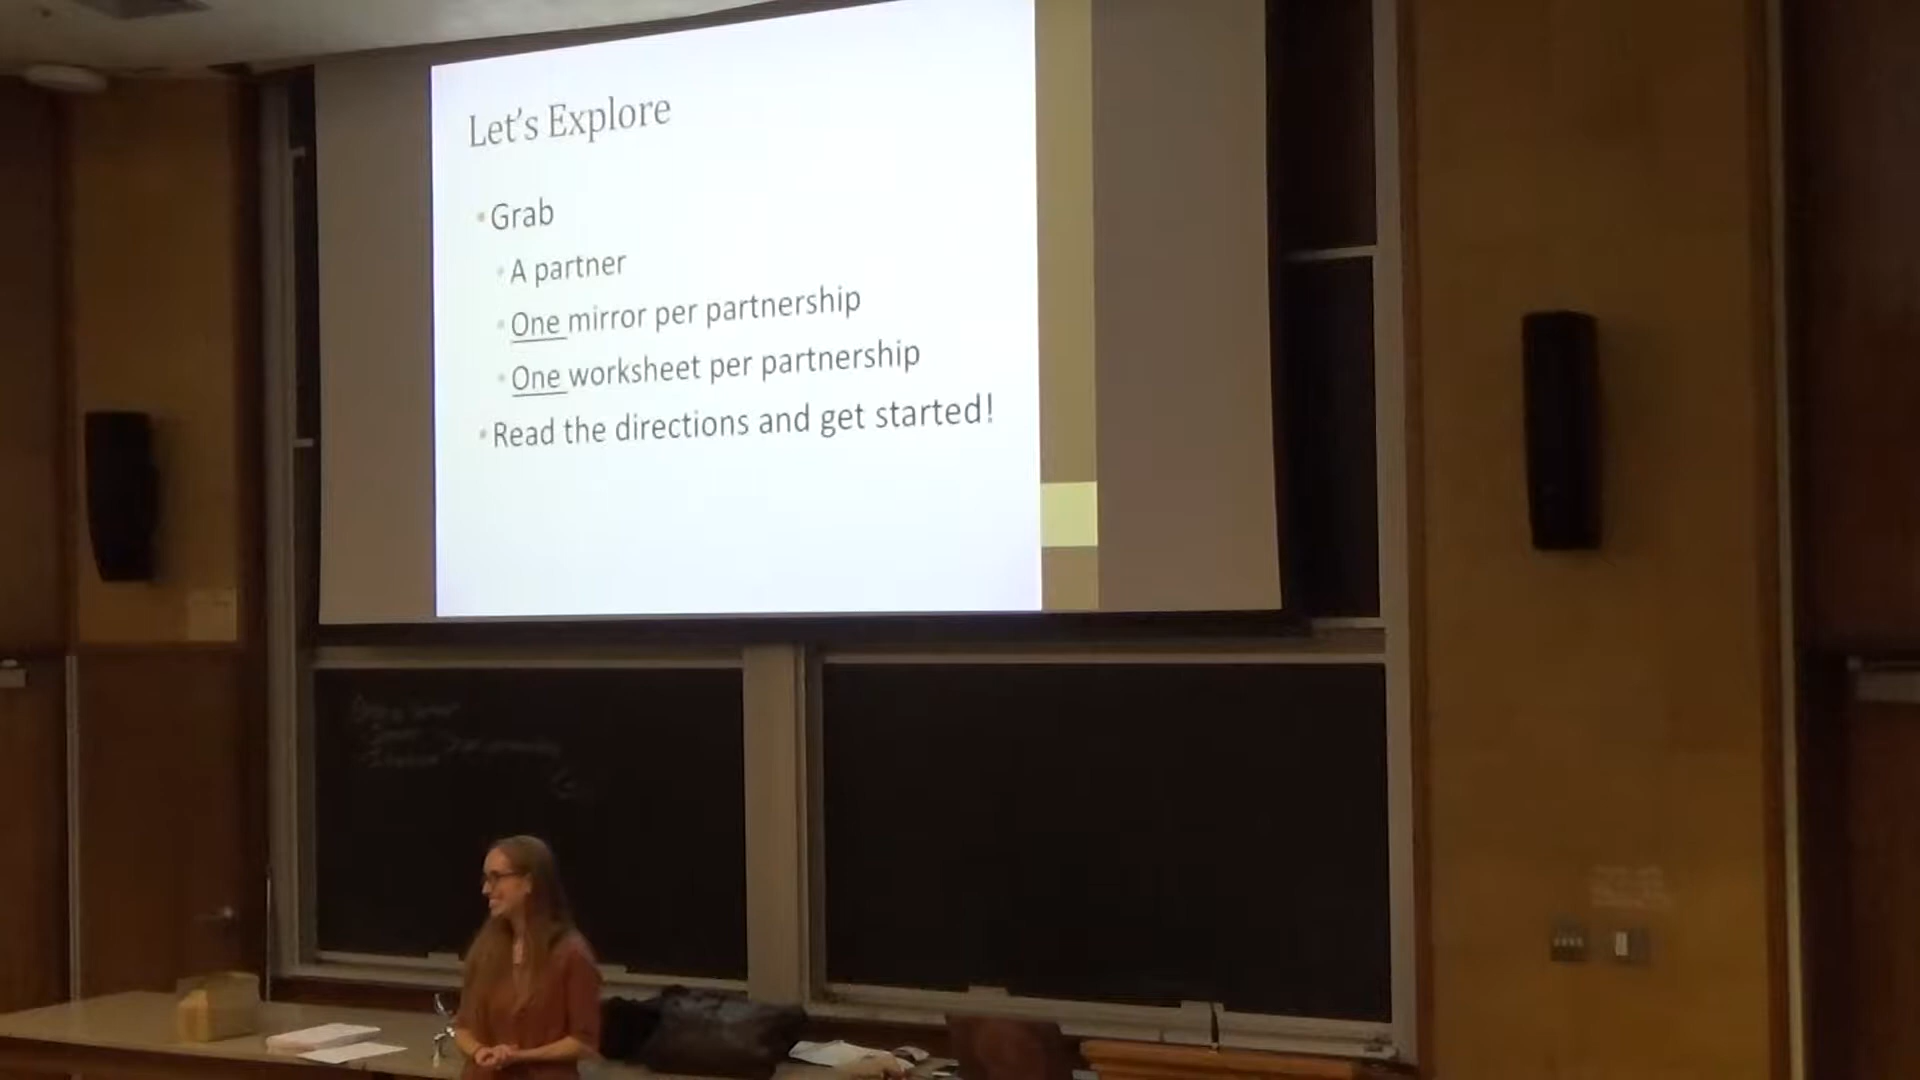 Let's Explore
Grab
A partner
One mirror per partnership
One worksheet per partnership
Read the directions and get started!